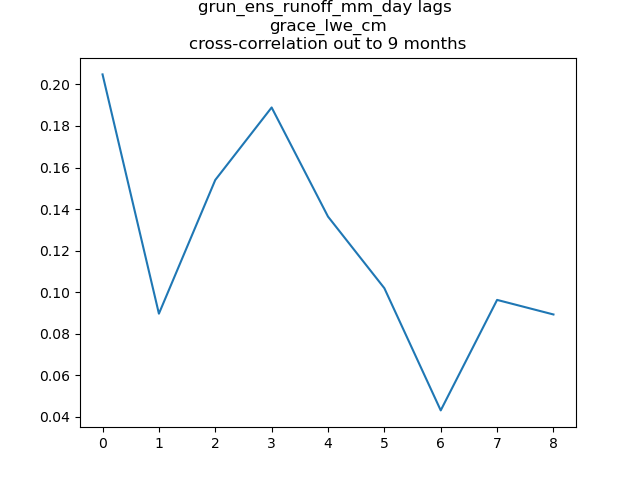 grun_ens_runoff_mm_day lags
grace_lwe_cm
cross-correlation out to 9 months
0.20
0.18
0.16
0.14
0.12
0.10
0.08
0.06
0.04
0 1 2 3 4 5 6 7 8